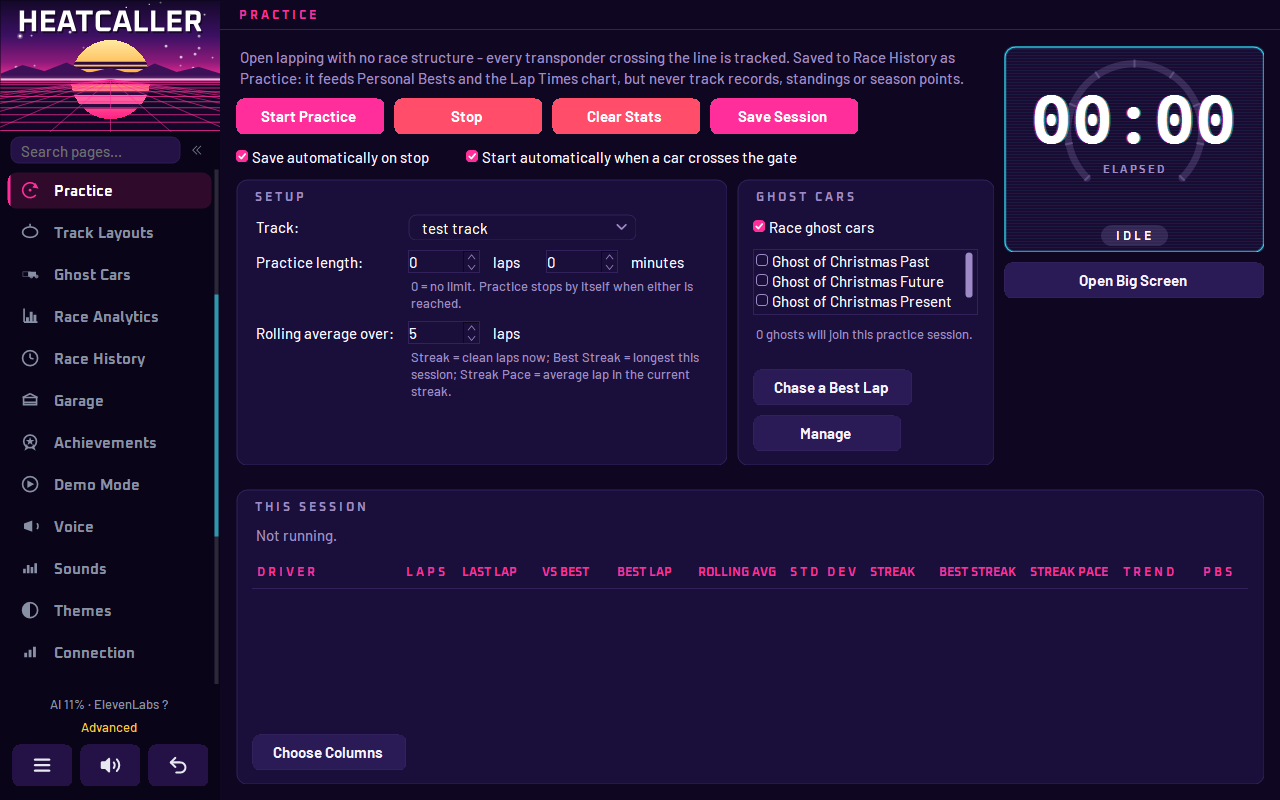 HEATCALLER
PRACTICE
Search pages...
Practice
Track Layouts
Ghost Cars
Race Analytics
Race History
Garage
Achievements
Demo Mode
Voice
Sounds
Themes
Connection
AI 11% · ElevenLabs ?
Advanced
Open lapping with no race structure - every transponder crossing the line is tracked. Saved to Race History as
Practice: it feeds Personal Bests and the Lap Times chart, but never track records, standings or season points.
Start Practice Stop Clear Stats Save Session
Save automatically on stop Start automatically when a car crosses the gate
SETUP
Track: test track
Practice length: 0 laps 0 minutes
0 = no limit. Practice stops by itself when either is
reached.
Rolling average over: 5 laps
Streak = clean laps now; Best Streak = longest this
session; Streak Pace = average lap in the current
streak.
GHOST CARS
Race ghost cars
Ghost of Christmas Past
Ghost of Christmas Future
Ghost of Christmas Present
0 ghosts will join this practice session.
Chase a Best Lap
Manage
00:00
ELAPSED
IDLE
Open Big Screen
THIS SESSION
Not running.
DRIVER LAPS LAST LAP VS BEST BEST LAP ROLLING AVG STD DEV STREAK BEST STREAK STREAK PACE TREND PBS
Choose Columns